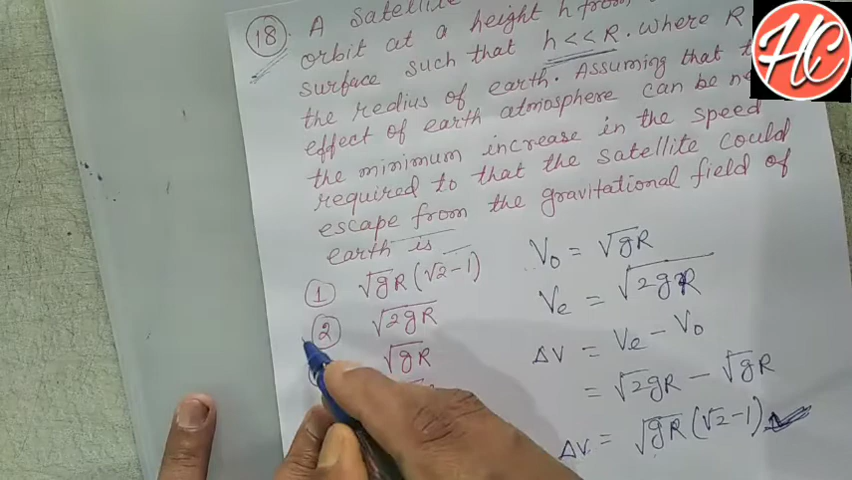 18. A Satellite
orbit at a height h from
surface such that h << R. where R
the redius of earth. Assuming that
effect of earth atmosphere can be
the minimum increase in the speed
required to that the satellite could
escape from the gravitational field of
earth is
1 √gR (√2-1)
2 √2gR
√gR
V₀ = √gR
Vₑ = √2gR
ΔV = Vₑ - V₀
= √2gR - √gR
ΔV = √gR (√2-1)
HC